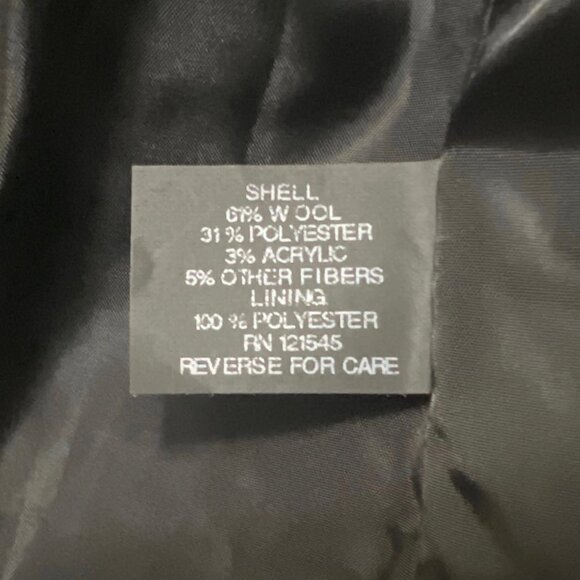 SHELL
61% WOOL
31% POLYESTER
3% ACRYLIC
5% OTHER FIBERS
LINING
100% POLYESTER
RN 121545
REVERSE FOR CARE